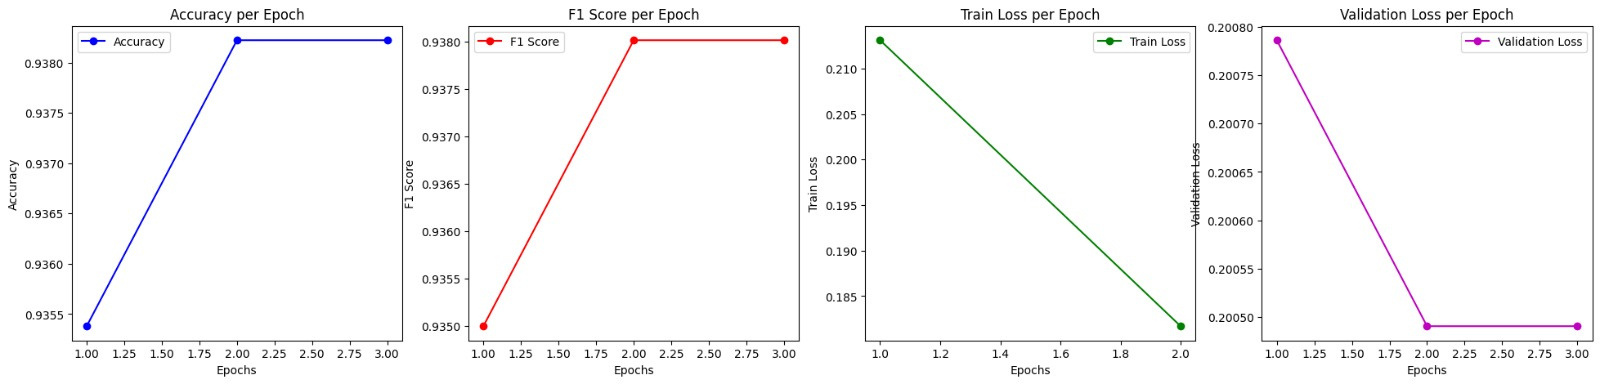 Accuracy per Epoch
Accuracy
0.9380
0.9375
0.9370
0.9365
0.9360
0.9355
Accuracy
1.00 1.25 1.50 1.75 2.00 2.25 2.50 2.75 3.00
Epochs
F1 Score per Epoch
F1 Score
0.9380
0.9375
0.9370
0.9365
0.9360
0.9355
0.9350
F1 Score
1.00 1.25 1.50 1.75 2.00 2.25 2.50 2.75 3.00
Epochs
Train Loss per Epoch
Train Loss
0.210
0.205
0.200
0.195
0.190
0.185
Train Loss
1.0 1.2 1.4 1.6 1.8 2.0
Epochs
Validation Loss per Epoch
Validation Loss
0.20080
0.20075
0.20070
0.20065
0.20060
0.20055
0.20050
Validation Loss
1.00 1.25 1.50 1.75 2.00 2.25 2.50 2.75 3.00
Epochs